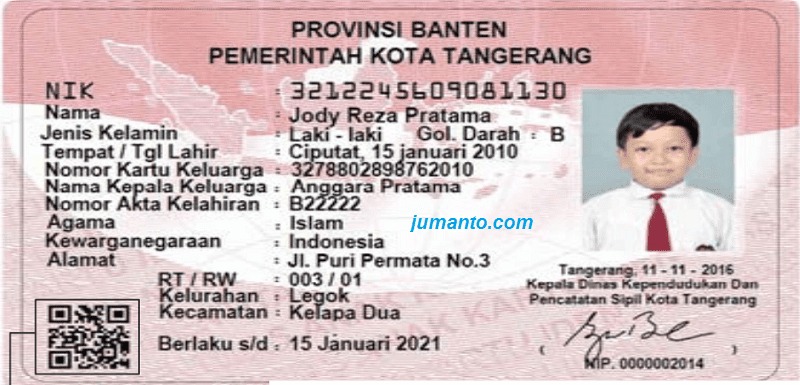 PROVINSI BANTEN
PEMERINTAH KOTA TANGERANG
NIK : 3212245609081130
Nama : Jody Reza Pratama
Jenis Kelamin : Laki - laki Gol. Darah : B
Tempat / Tgl Lahir : Ciputat, 15 januari 2010
Nomor Kartu Keluarga : 3278802898762010
Nama Kepala Keluarga : Anggara Pratama
Nomor Akta Kelahiran : B22222
Agama : Islam
jumanto.com
Kewarganegaraan : Indonesia
Alamat : Jl. Puri Permata No.3
RT / RW : 003 / 01
Kelurahan : Legok
Kecamatan : Kelapa Dua
Berlaku s/d : 15 Januari 2021
Tangerang, 11 - 11 - 2016
Kepala Dinas Kependudukan Dan
Pencatatan Sipil Kota Tangerang
( )
NIP. 0000002014